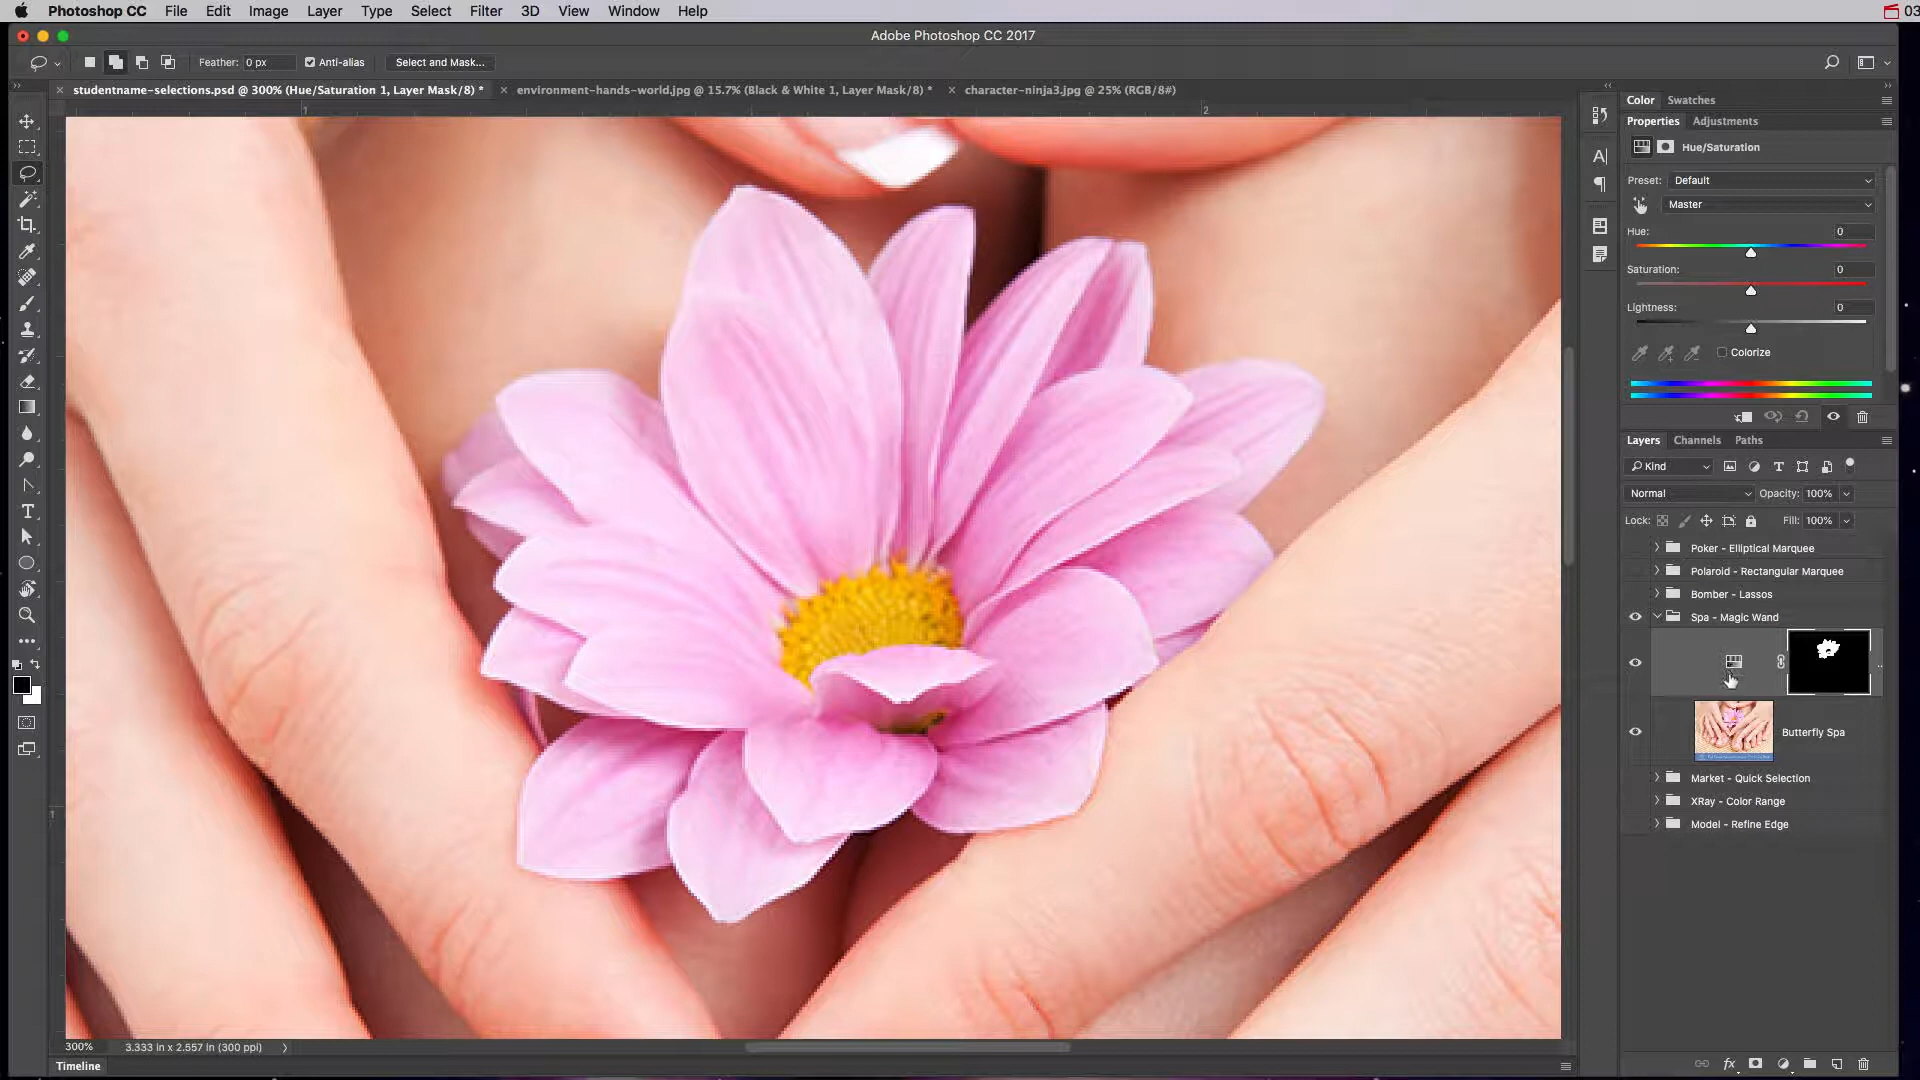 Photoshop CC File Edit Image Layer Type Select Filter 3D View Window Help 03
Adobe Photoshop CC 2017
Feather: 0 px Anti-alias Select and Mask...
studentname-selections.psd @ 300% (Hue/Saturation 1, Layer Mask/8) * environment-hands-world.jpg @ 15.7% (Black & White 1, Layer Mask/8) * character-ninja3.jpg @ 25% (RGB/8#)
1 2
1
Color Swatches
Properties Adjustments
Hue/Saturation
Preset: Default
Master
Hue: 0
Saturation: 0
Lightness: 0
Colorize
Layers Channels Paths
Kind
Normal Opacity: 100%
Lock: Fill: 100%
Poker - Elliptical Marquee
Polaroid - Rectangular Marquee
Bomber - Lassos
Spa - Magic Wand
Butterfly Spa
Market - Quick Selection
XRay - Color Range
Model - Refine Edge
fx
300% 3.333 in x 2.557 in (300 ppi)
Timeline